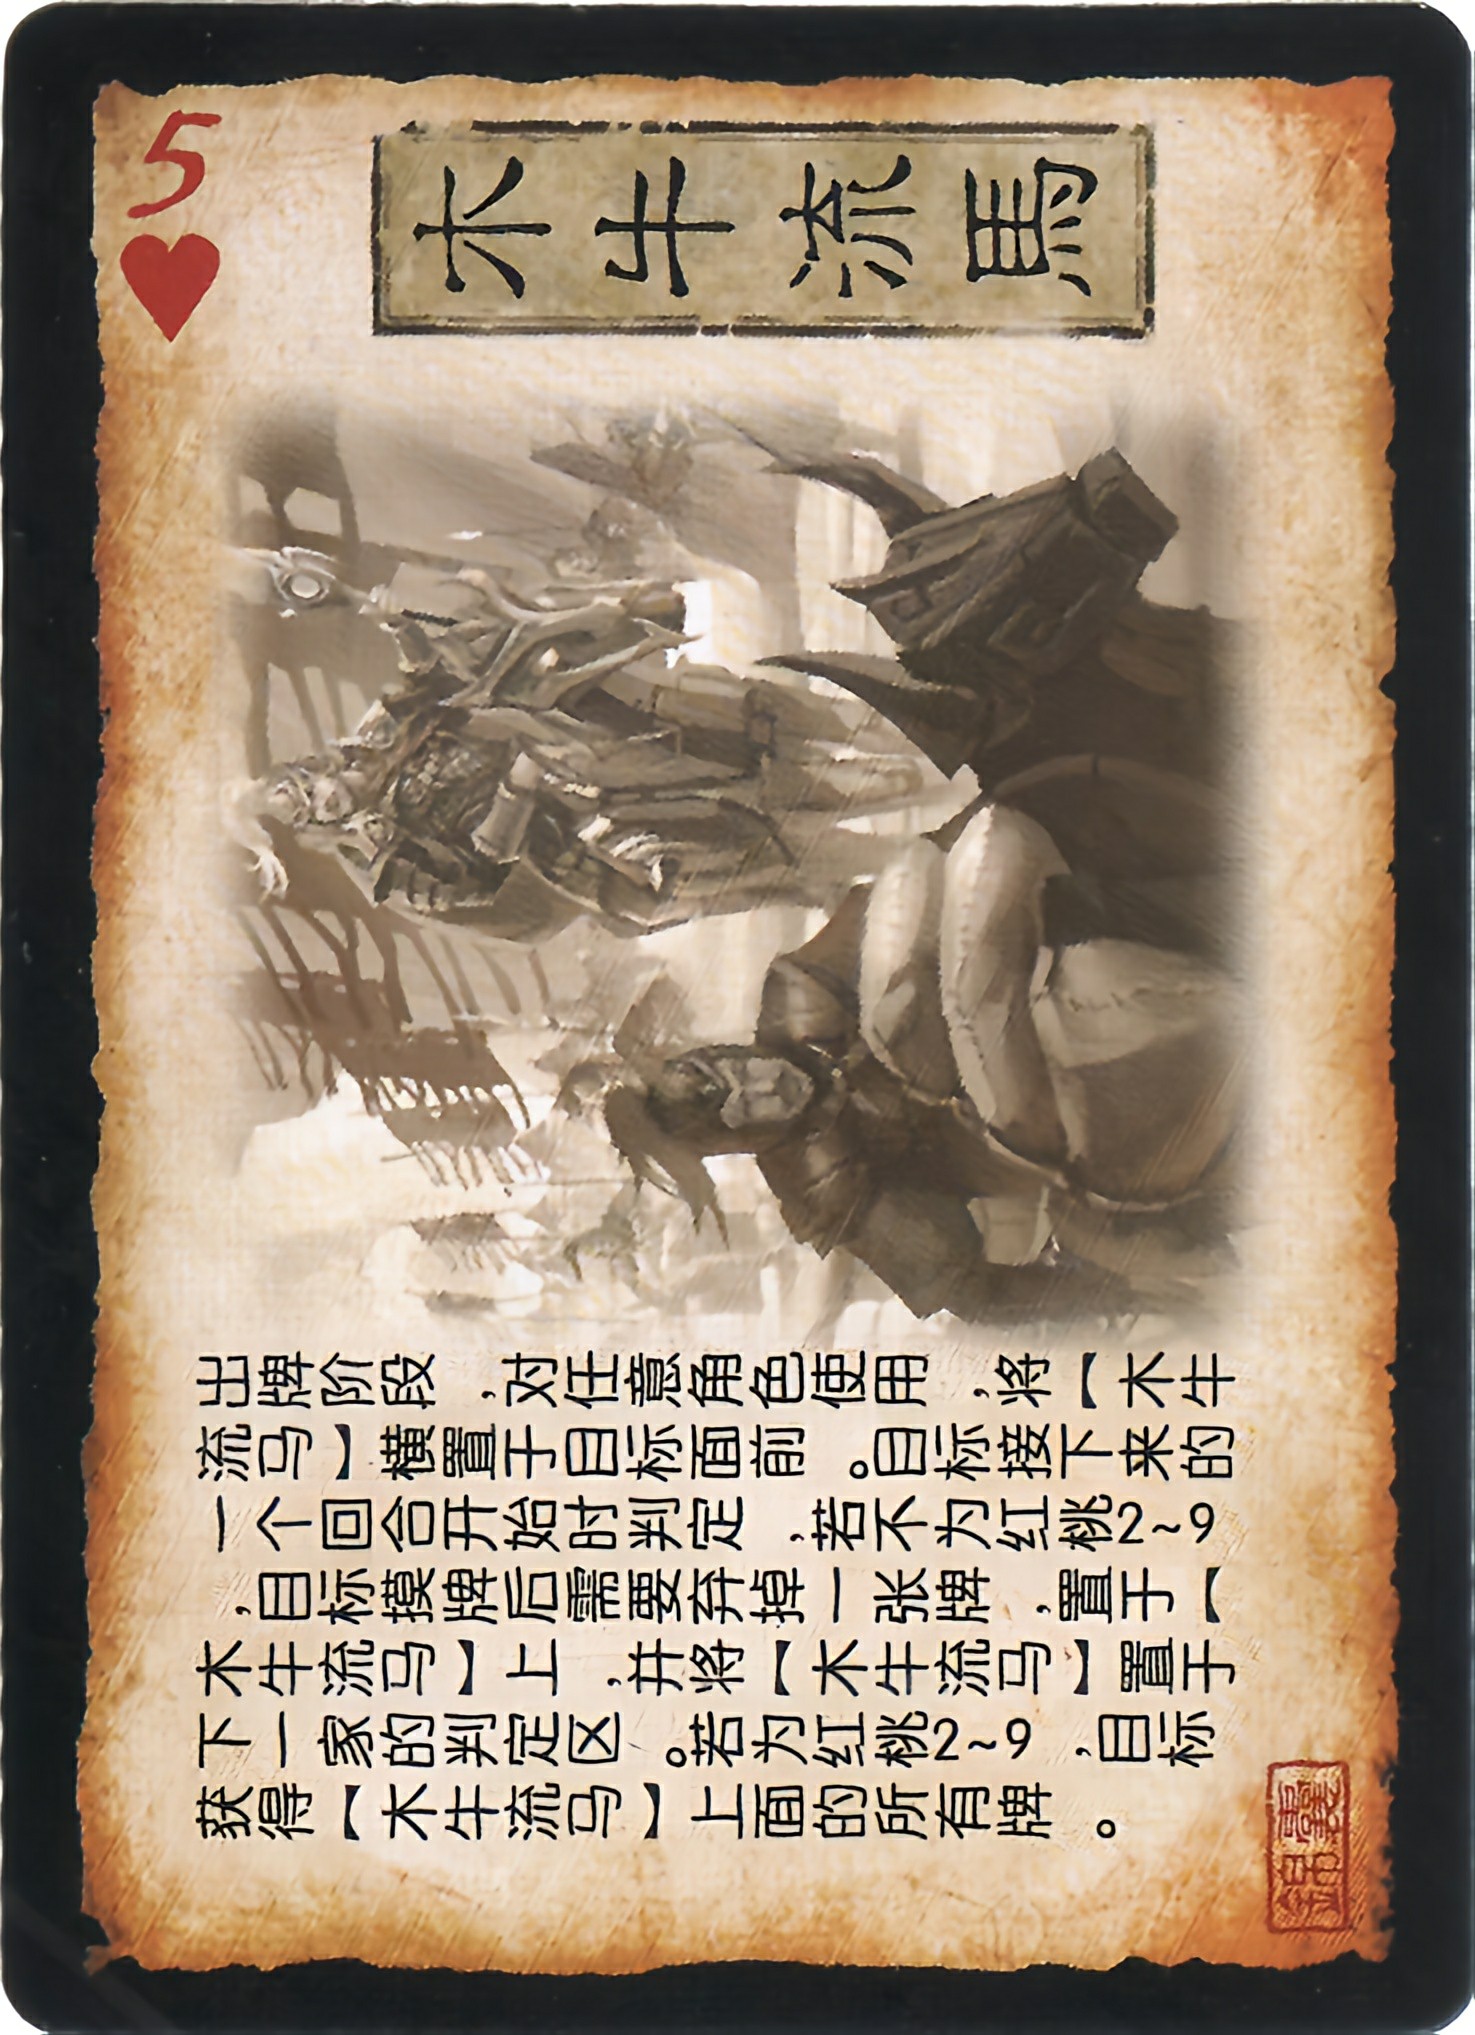 5
木牛流馬
出牌阶段,对任意角色使用,将【木牛
流马】横置于目标面前。目标接下来的
一个回合开始时判定,若不为红桃2~9
,目标摸牌后需要弃掉一张牌,置于【
木牛流马】上,并将【木牛流马】置于
下一家的判定区。若为红桃2~9,目标
获得【木牛流马】上面的所有牌。
錦囊